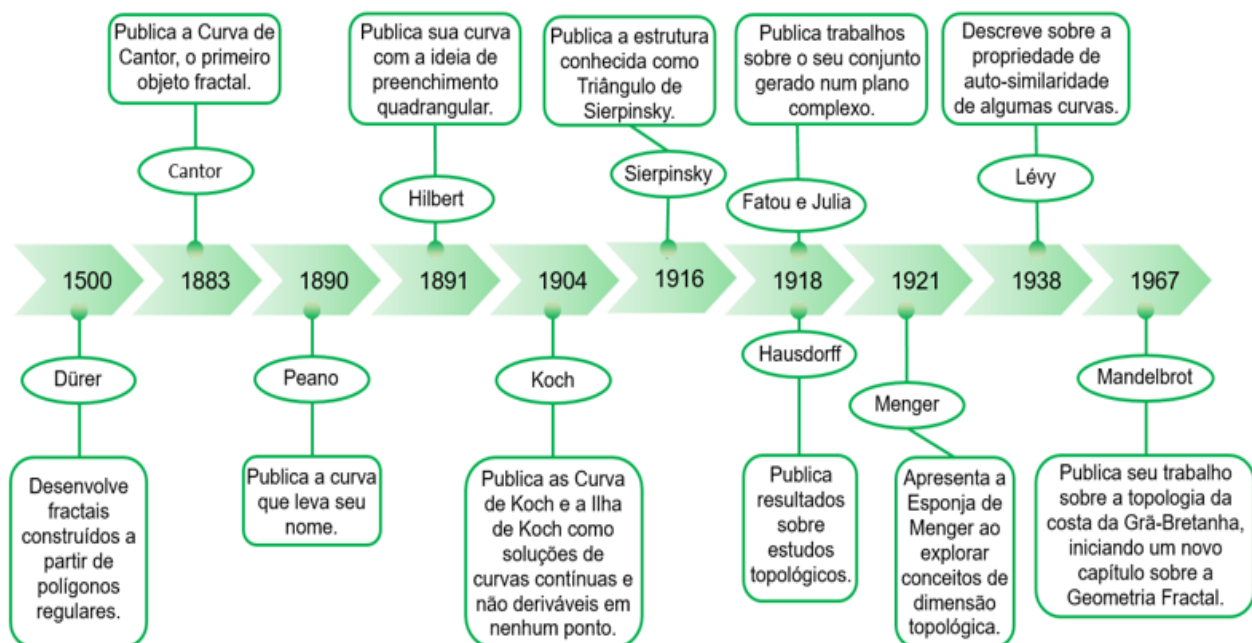 Publica a Curva de
Cantor, o primeiro
objeto fractal.
Publica sua curva
com a ideia de
preenchimento
quadrangular.
Publica a estrutura
conhecida como
Triângulo de
Sierpinsky.
Publica trabalhos
sobre o seu conjunto
gerado num plano
complexo.
Descreve sobre a
propriedade de
auto-similaridade
de algumas curvas.
Cantor
Hilbert
Sierpinsky
Fatou e Julia
Lévy
1500
1883
1890
1891
1904
1916
1918
1921
1938
1967
Dürer
Peano
Koch
Hausdorff
Menger
Mandelbrot
Desenvolve
fractais
construídos a
partir de
polígonos
regulares.
Publica a curva
que leva seu
nome.
Publica as Curva
de Koch e a Ilha
de Koch como
soluções de
curvas contínuas e
não deriváveis em
nenhum ponto.
Publica
resultados
sobre
estudos
topológicos.
Apresenta a
Esponja de
Menger ao
explorar
conceitos de
dimensão
topológica.
Publica seu trabalho
sobre a topologia da
costa da Grã-Bretanha,
iniciando um novo
capítulo sobre a
Geometria Fractal.